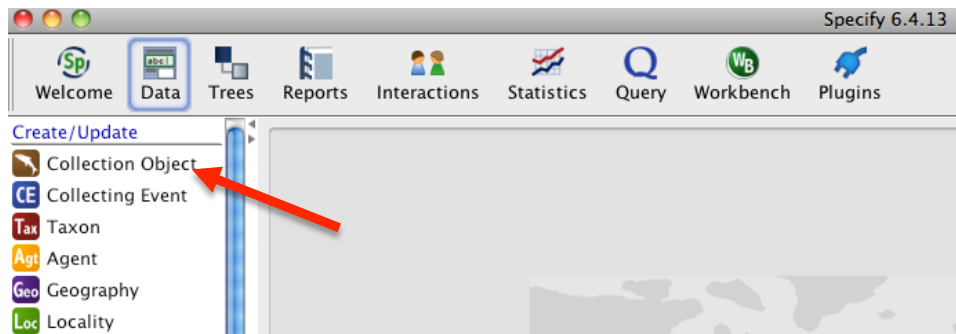 Specify 6.4.13
Sp abcI Q WB
Welcome Data Trees Reports Interactions Statistics Query Workbench Plugins
Create/Update
Collection Object
CE Collecting Event
Tax Taxon
Agt Agent
Geo Geography
Loc Locality